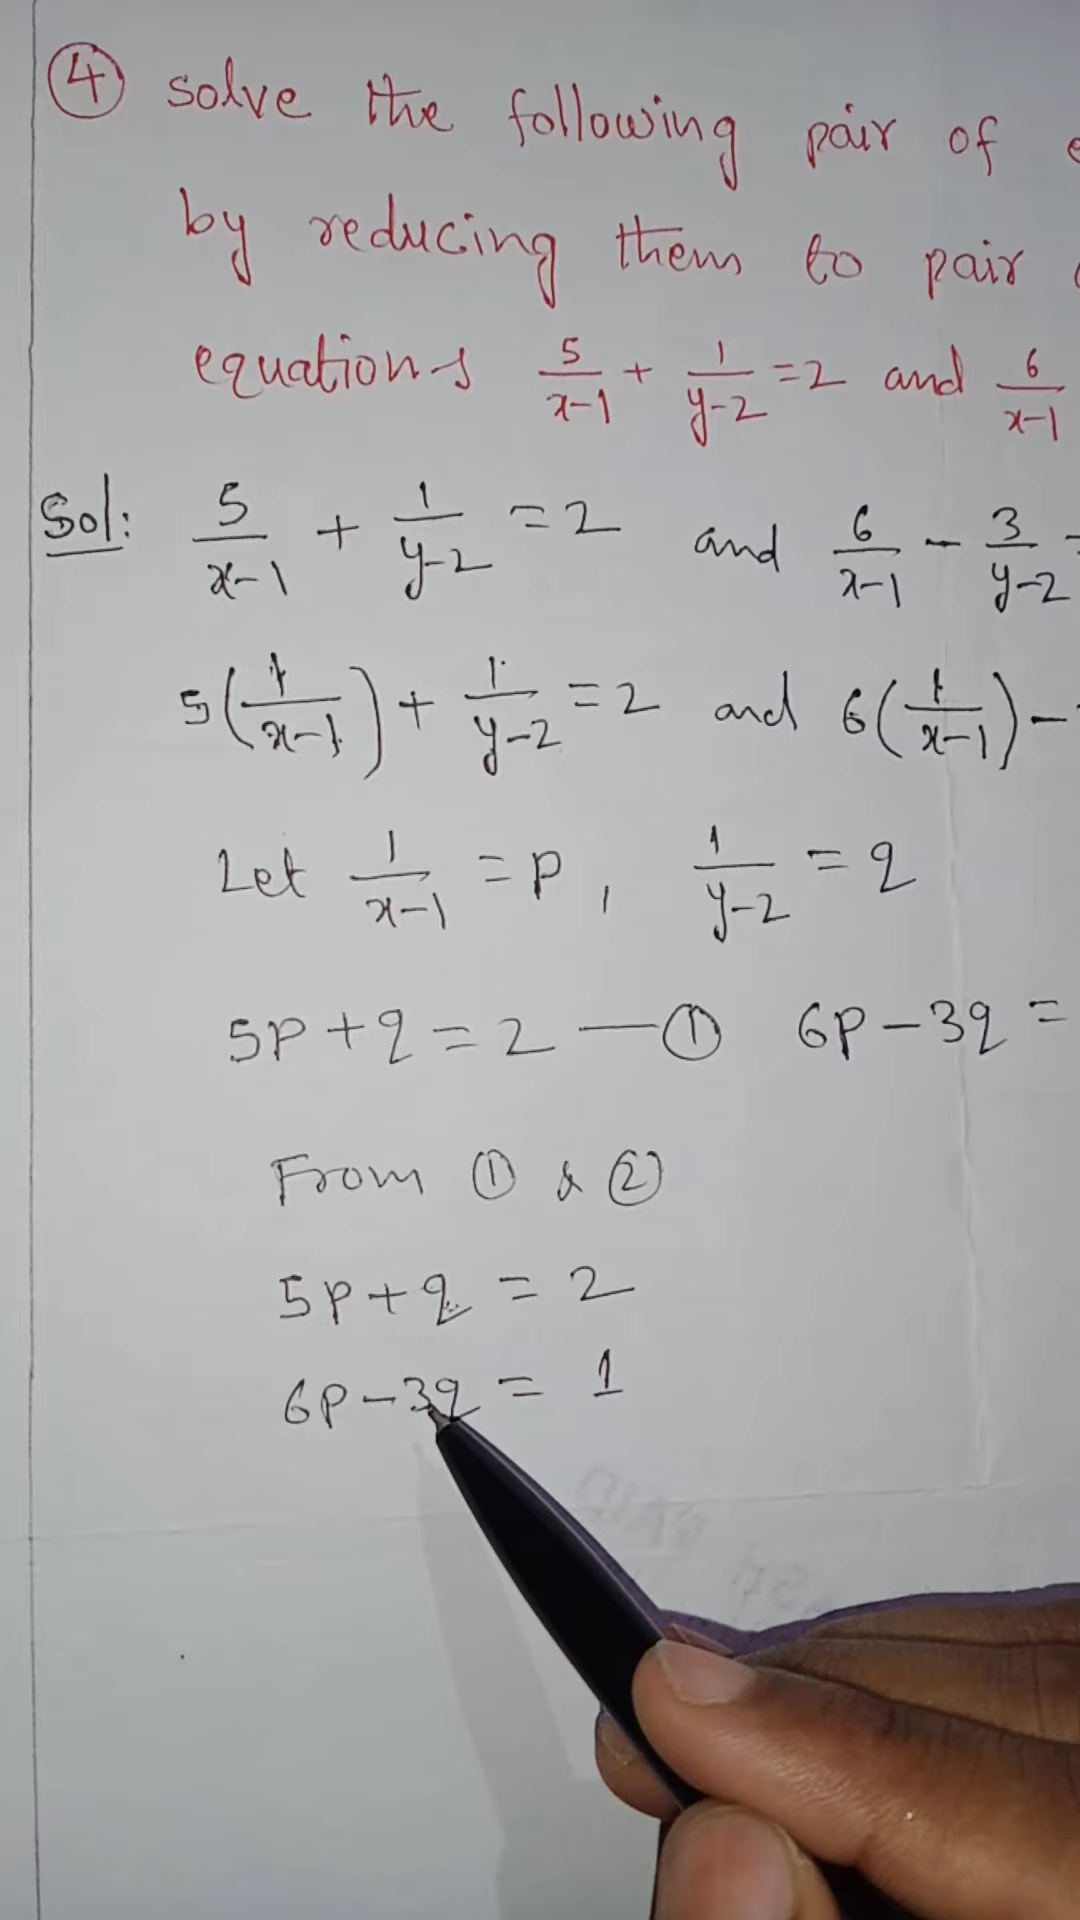 ④ solve the following pair of
by reducing them to pair
equations 5/(x-1) + 1/(y-2) = 2 and 6/(x-1)
Sol: 5/(x-1) + 1/(y-2) = 2 and 6/(x-1) - 3/(y-2) =
5(1/(x-1)) + 1/(y-2) = 2 and 6(1/(x-1)) -
Let 1/(x-1) = p, 1/(y-2) = q
5p + q = 2 — ① 6p - 3q =
From ① & ②
5p + q = 2
6p - 3q = 1